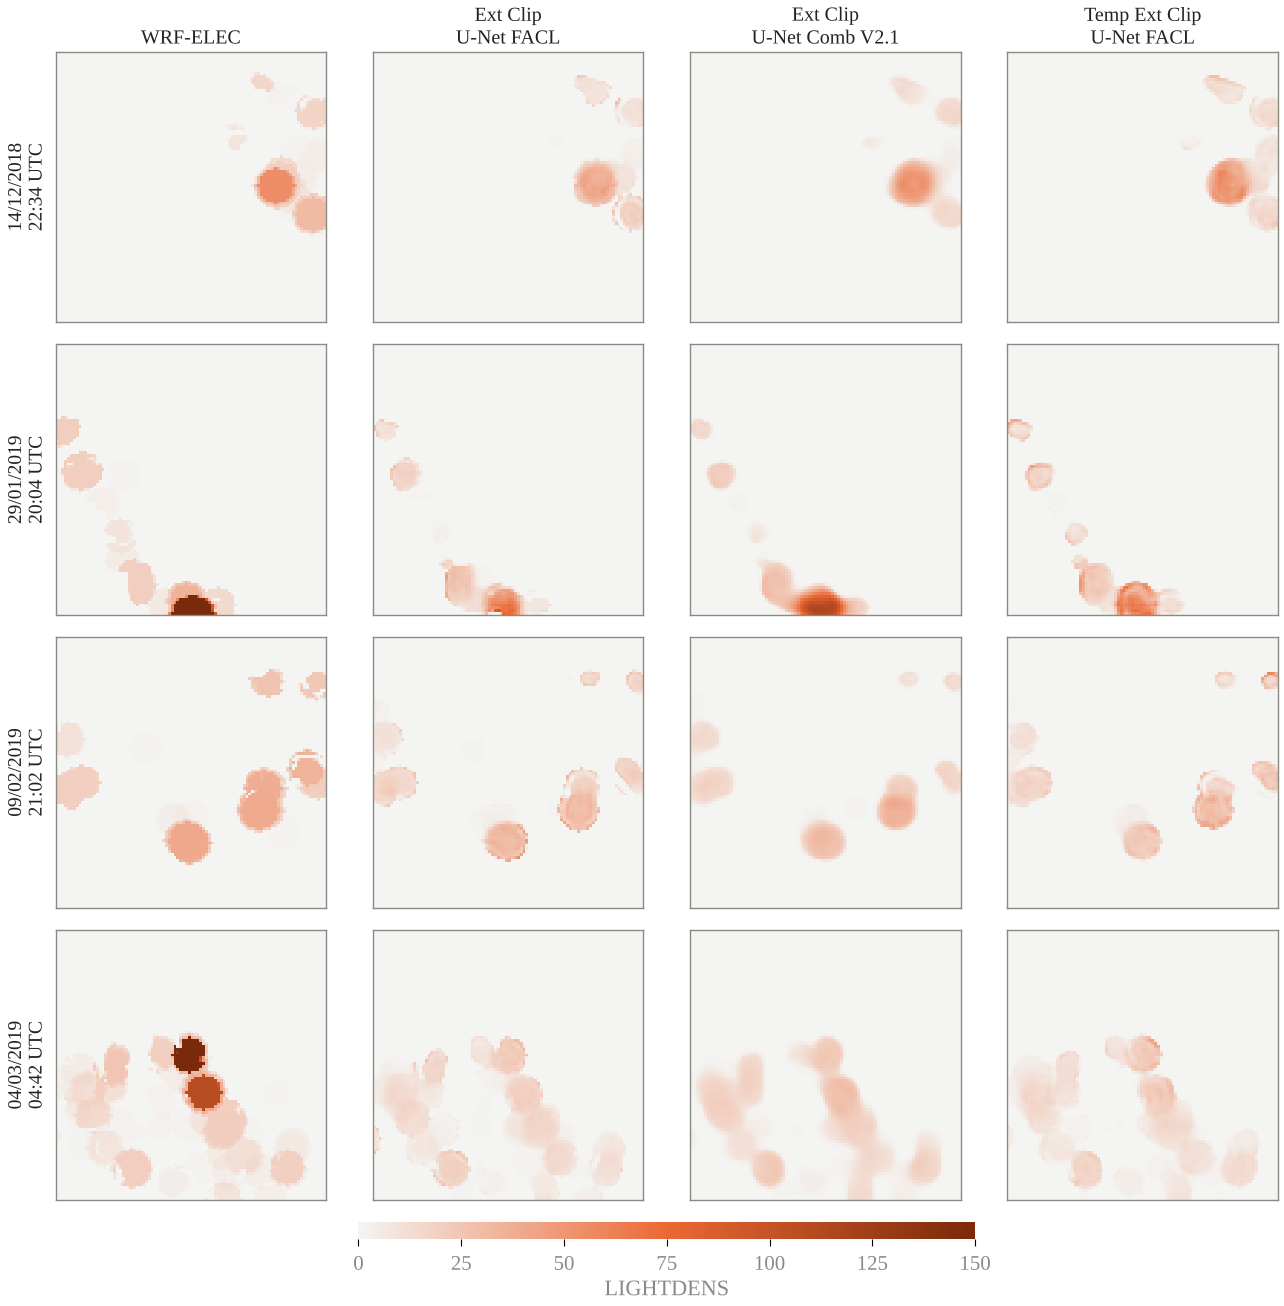 WRF-ELEC
Ext Clip
U-Net FACL
Ext Clip
U-Net Comb V2.1
Temp Ext Clip
U-Net FACL
14/12/2018
22:34 UTC
29/01/2019
20:04 UTC
09/02/2019
21:02 UTC
04/03/2019
04:42 UTC
0 25 50 75 100 125 150
LIGHTDENS